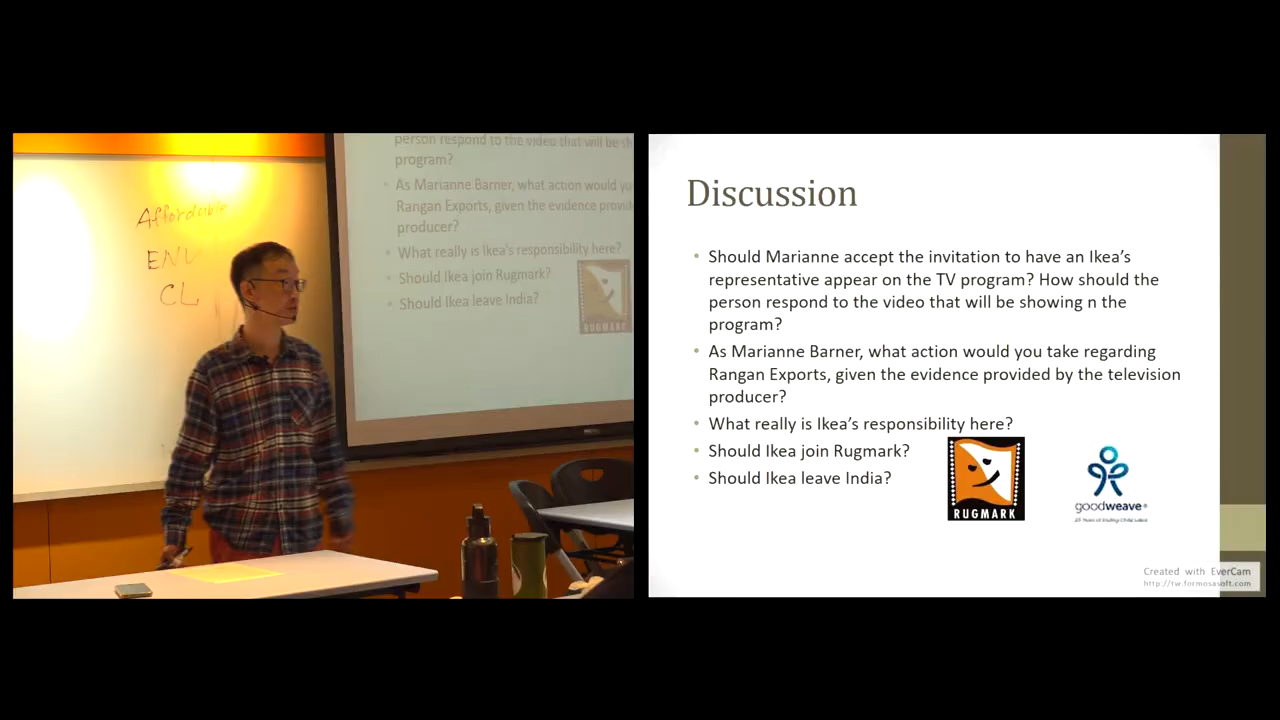 Affordable
ENV
CL
person respond to the video that will be sh
program?
• As Marianne Barner, what action would you
Rangan Exports, given the evidence provid
producer?
• What really is Ikea's responsibility here?
• Should Ikea join Rugmark?
• Should Ikea leave India?
RUGMARK
Discussion
• Should Marianne accept the invitation to have an Ikea's
representative appear on the TV program? How should the
person respond to the video that will be showing n the
program?
• As Marianne Barner, what action would you take regarding
Rangan Exports, given the evidence provided by the television
producer?
• What really is Ikea's responsibility here?
• Should Ikea join Rugmark?
• Should Ikea leave India?
RUGMARK
goodweave®
Created with EverCam
http://tw.formosasoft.com